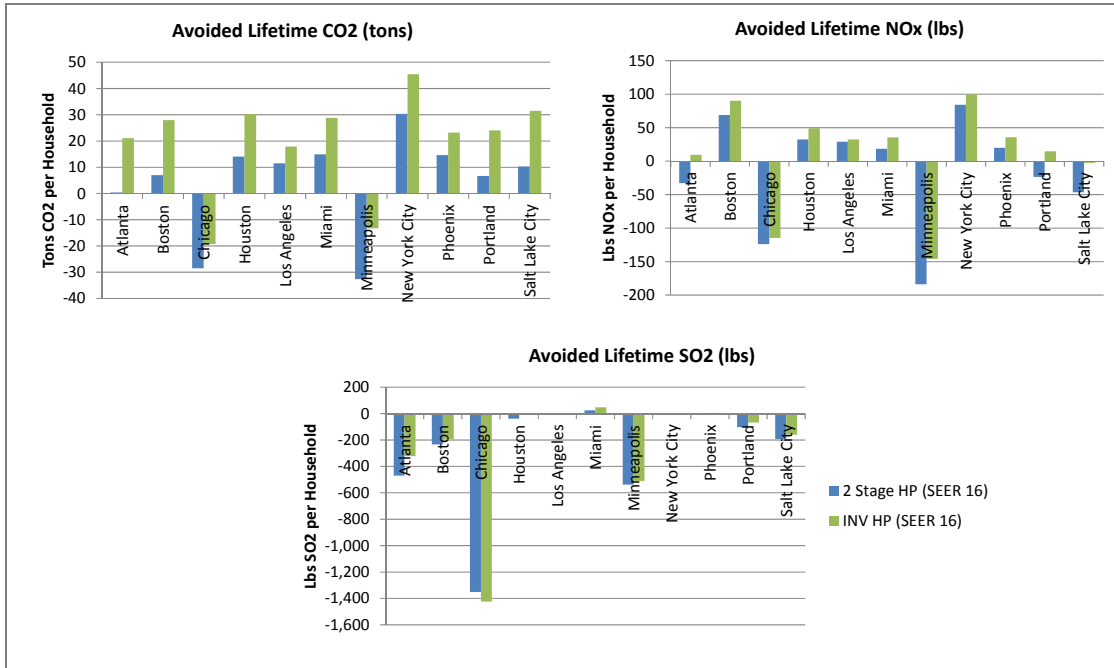 Avoided Lifetime CO2 (tons)
Tons CO2 per Household
50
40
30
20
10
0
-10
-20
-30
-40
Atlanta
Boston
Chicago
Houston
Los Angeles
Miami
Minneapolis
New York City
Phoenix
Portland
Salt Lake City
Avoided Lifetime NOx (lbs)
Lbs NOx per Household
150
100
50
0
-50
-100
-150
-200
Atlanta
Boston
Chicago
Houston
Los Angeles
Miami
Minneapolis
New York City
Phoenix
Portland
Salt Lake City
Avoided Lifetime SO2 (lbs)
Lbs SO2 per Household
200
0
-200
-400
-600
-800
-1,000
-1,200
-1,400
-1,600
Atlanta
Boston
Chicago
Houston
Los Angeles
Miami
Minneapolis
New York City
Phoenix
Portland
Salt Lake City
2 Stage HP (SEER 16)
INV HP (SEER 16)